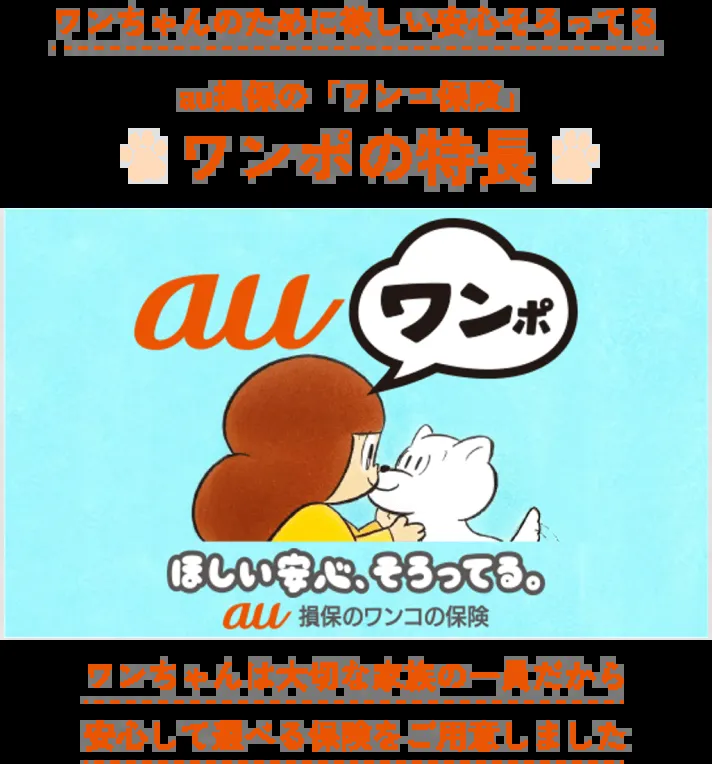 ワンちゃんのために欲しい安心そろってる
au損保の「ワンコ保険」
ワンポの特長
au
ワンポ
ほしい安心、そろってる。
au 損保のワンコの保険
ワンちゃんは大切な家族の一員だから
安心して選べる保険をご用意しました